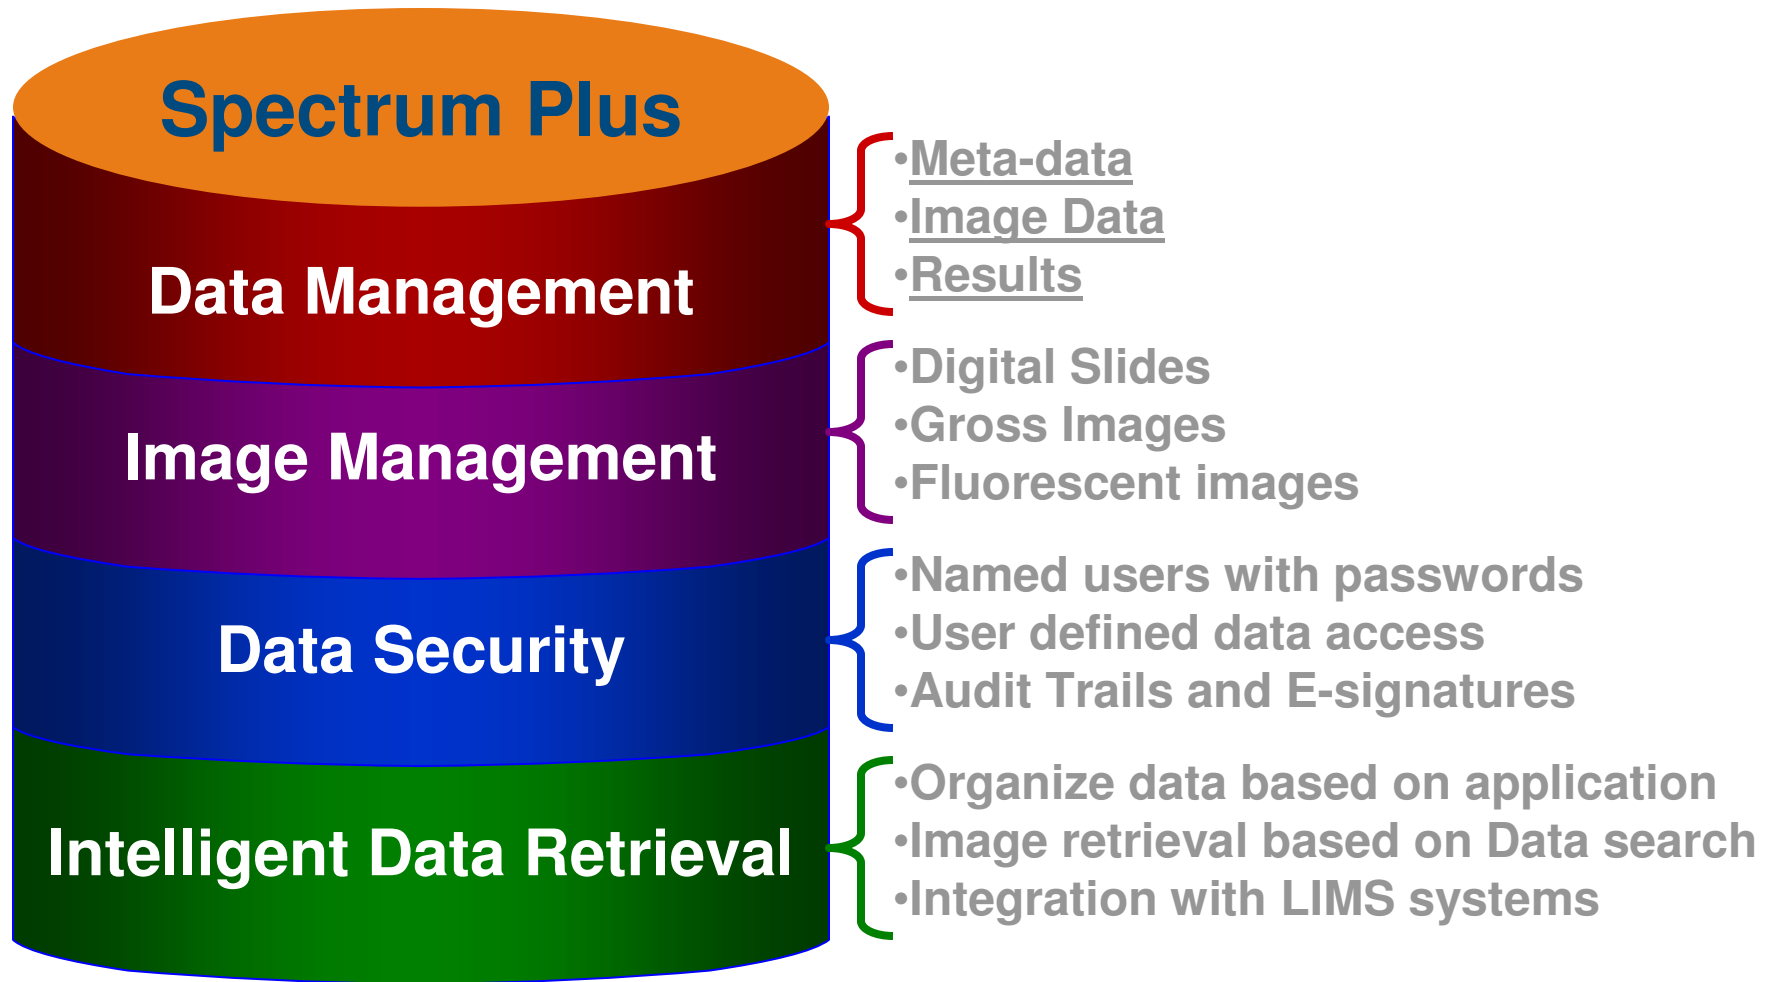 Spectrum Plus
Data Management
•Meta-data
•Image Data
•Results
Image Management
•Digital Slides
•Gross Images
•Fluorescent images
Data Security
•Named users with passwords
•User defined data access
•Audit Trails and E-signatures
Intelligent Data Retrieval
•Organize data based on application
•Image retrieval based on Data search
•Integration with LIMS systems